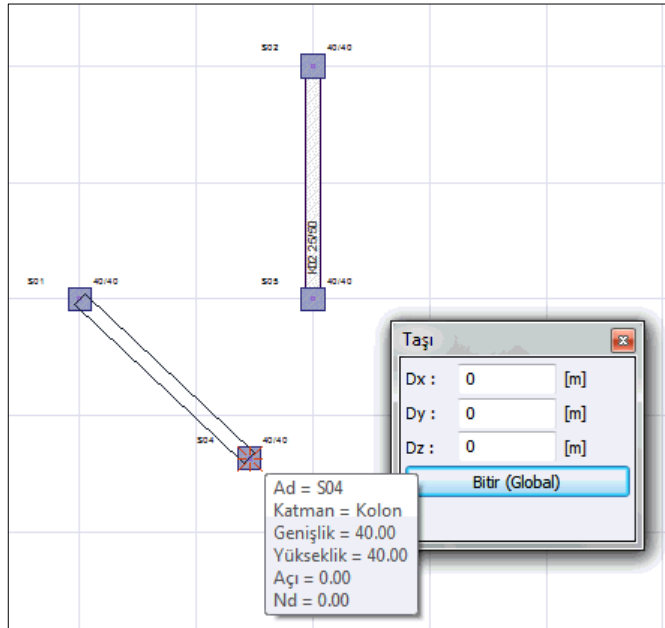 S02 40/40
K02 25/50
S01 40/40
S05 40/40
S04 40/40
Taşı
Dx : 0 [m]
Dy : 0 [m]
Dz : 0 [m]
Bitir (Global)
Ad = S04
Katman = Kolon
Genişlik = 40.00
Yükseklik = 40.00
Açı = 0.00
Nd = 0.00